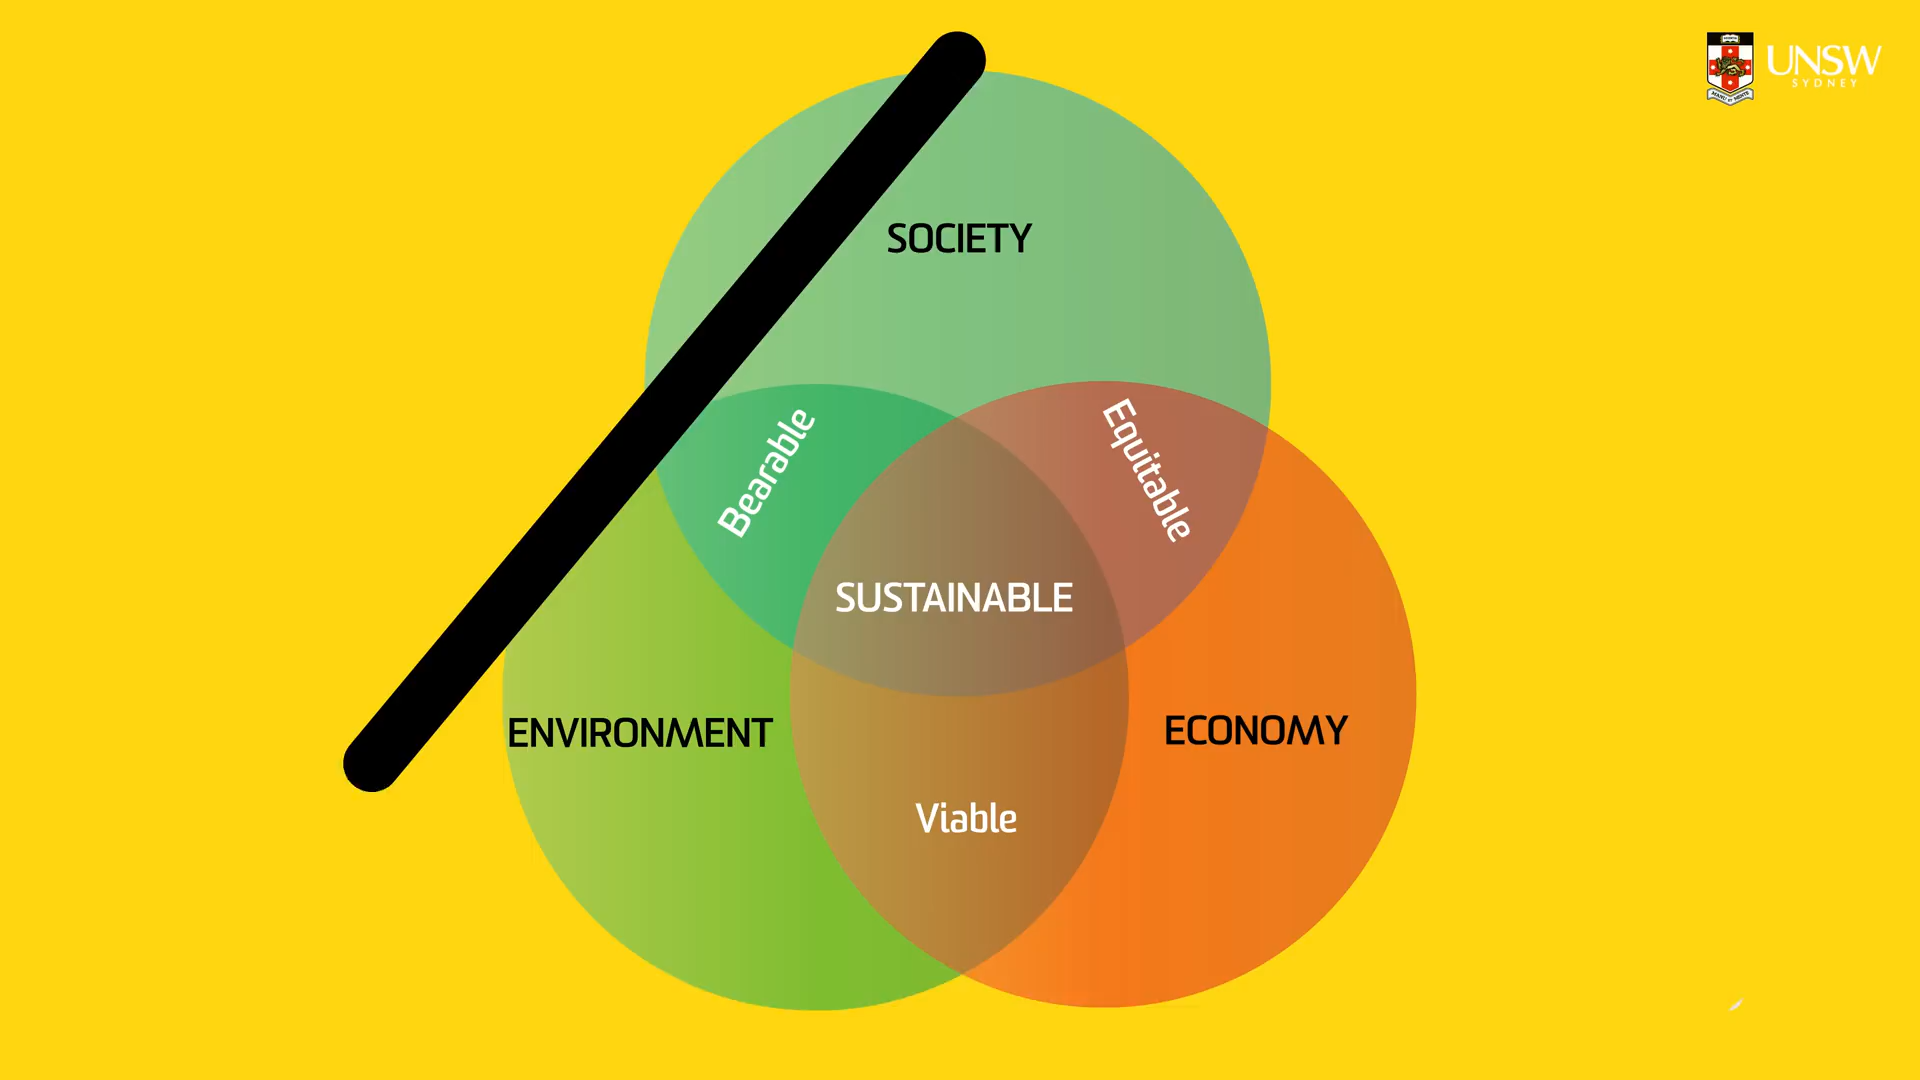 UNSW
SYDNEY
SOCIETY
Bearable
Equitable
SUSTAINABLE
ENVIRONMENT
ECONOMY
Viable